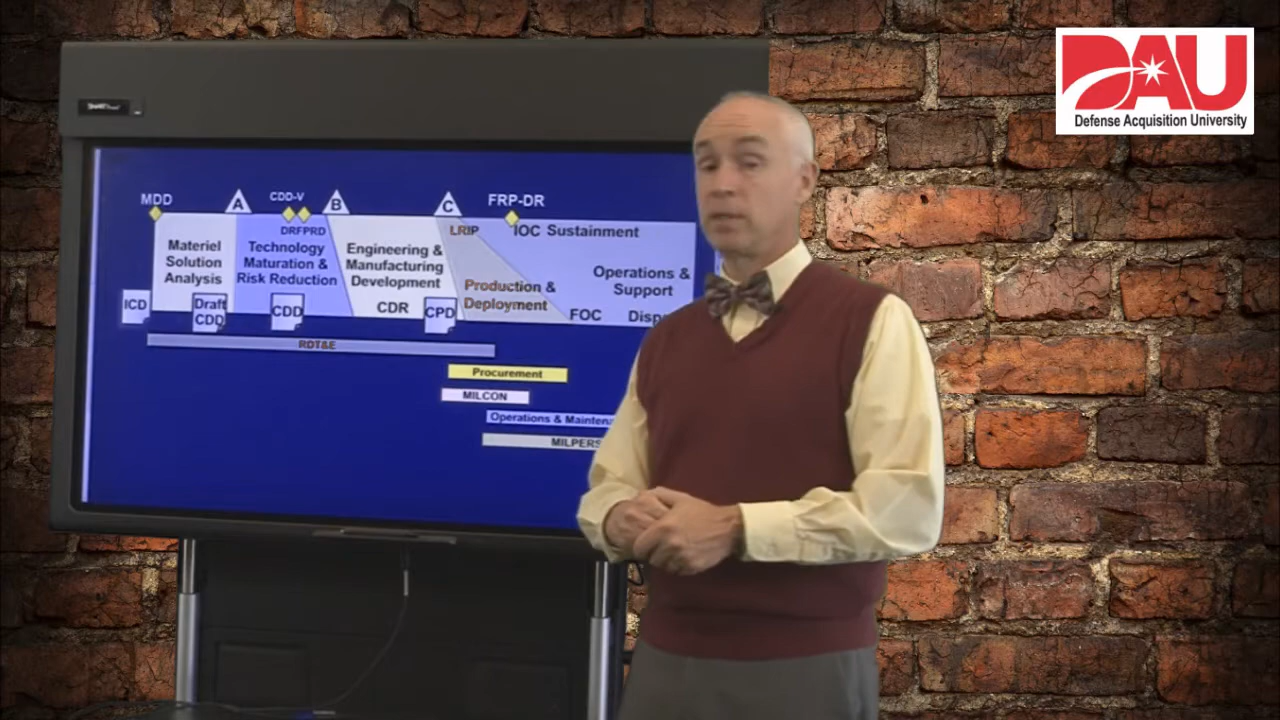 DAU
Defense Acquisition University
MDD
A
CDD-V
B
C
FRP-DR
DRFPRD
LRIP
IOC Sustainment
Materiel
Solution
Analysis
Technology
Maturation &
Risk Reduction
Engineering &
Manufacturing
Development
Production &
Deployment
Operations &
Support
ICD
Draft
CDD
CDD
CDR
CPD
FOC
RDT&E
Procurement
MILCON
Operations &
MILPERS